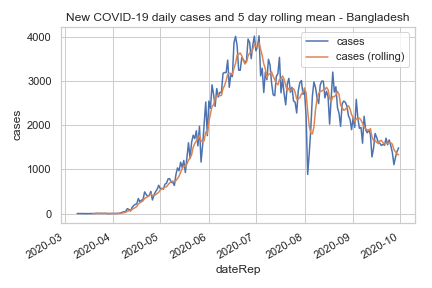 New COVID-19 daily cases and 5 day rolling mean - Bangladesh
cases
cases (rolling)
4000
3000
2000
1000
0
cases
2020-03
2020-04
2020-05
2020-06
2020-07
2020-08
2020-09
2020-10
dateRep